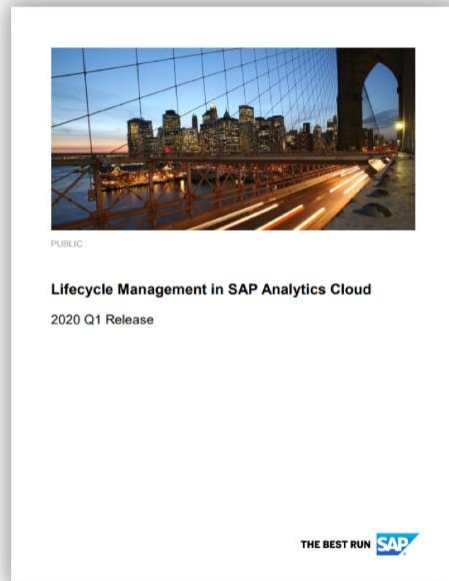 PUBLIC
Lifecycle Management in SAP Analytics Cloud
2020 Q1 Release
THE BEST RUN SAP